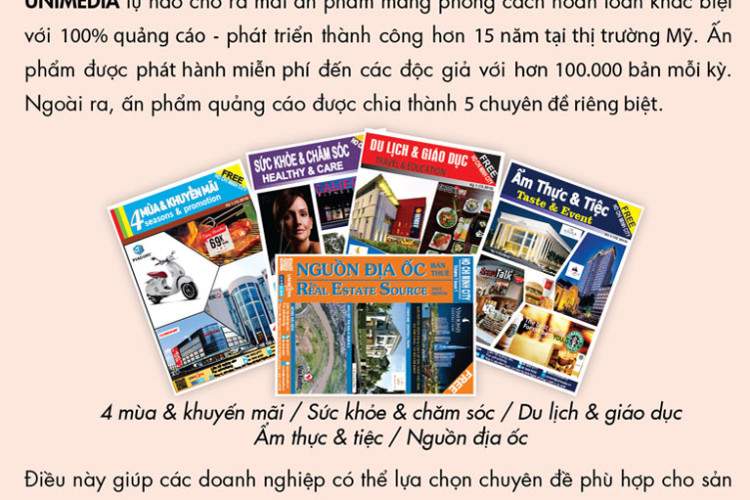 UNIMEDIA tự hào cho ra mắt ấn phẩm mang phong cách hoàn toàn khác biệt
với 100% quảng cáo - phát triển thành công hơn 15 năm tại thị trường Mỹ. Ấn
phẩm được phát hành miễn phí đến các độc giả với hơn 100.000 bản mỗi kỳ.
Ngoài ra, ấn phẩm quảng cáo được chia thành 5 chuyên đề riêng biệt.
4 MÙA & KHUYẾN MÃI
seasons & promotion
FREE
69k
PIAGGIO
SỨC KHỎE & CHĂM SÓC
HEALTHY & CARE
DU LỊCH & GIÁO DỤC
TRAVEL & EDUCATION
FREE
Ẩm Thực & Tiệc
Taste & Event
FREE
NGUỒN ĐỊA ỐC
BÁN
THUÊ
REAL ESTATE SOURCE
HO CHI MINH CITY
FREE
4 mùa & khuyến mãi / Sức khỏe & chăm sóc / Du lịch & giáo dục
Ẩm thực & tiệc / Nguồn địa ốc
Điều này giúp các doanh nghiệp có thể lựa chọn chuyên đề phù hợp cho sản